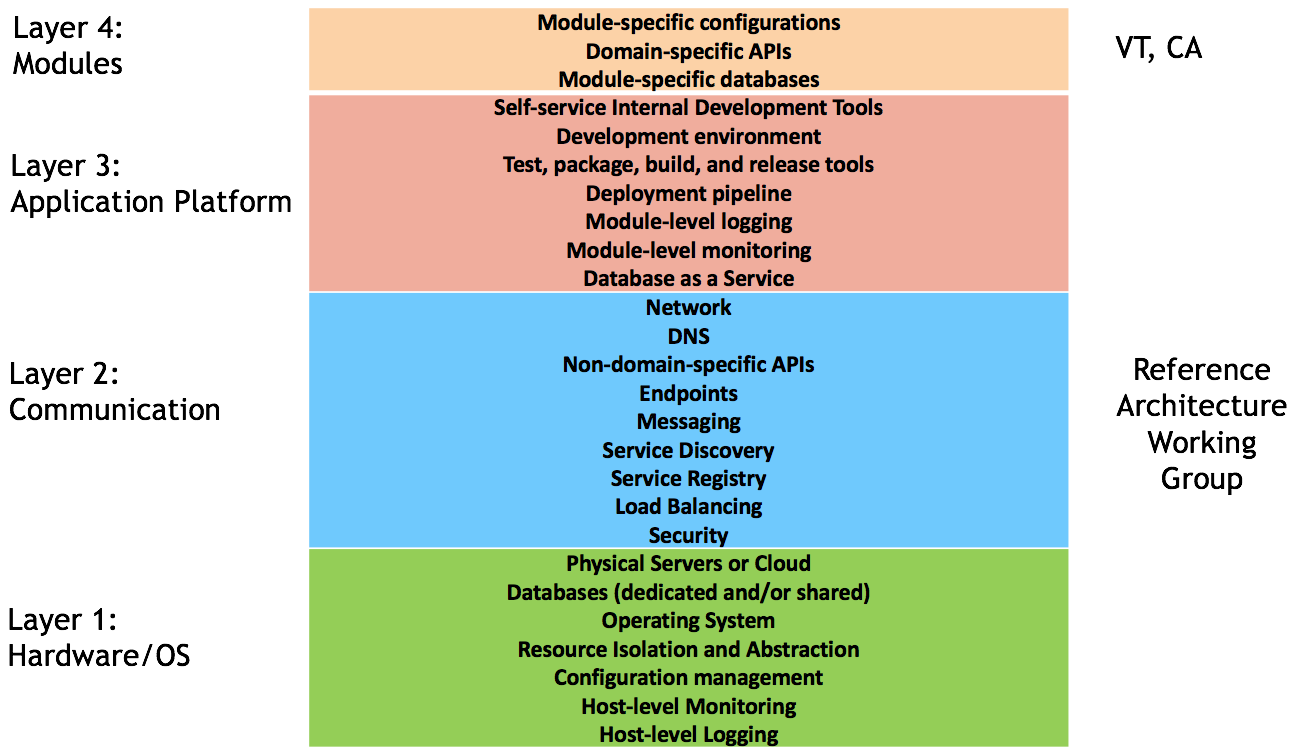 Layer 4:
Modules
Module-specific configurations
Domain-specific APIs
Module-specific databases
VT, CA
Layer 3:
Application Platform
Self-service Internal Development Tools
Development environment
Test, package, build, and release tools
Deployment pipeline
Module-level logging
Module-level monitoring
Database as a Service
Layer 2:
Communication
Network
DNS
Non-domain-specific APIs
Endpoints
Messaging
Service Discovery
Service Registry
Load Balancing
Security
Reference
Architecture
Working
Group
Layer 1:
Hardware/OS
Physical Servers or Cloud
Databases (dedicated and/or shared)
Operating System
Resource Isolation and Abstraction
Configuration management
Host-level Monitoring
Host-level Logging